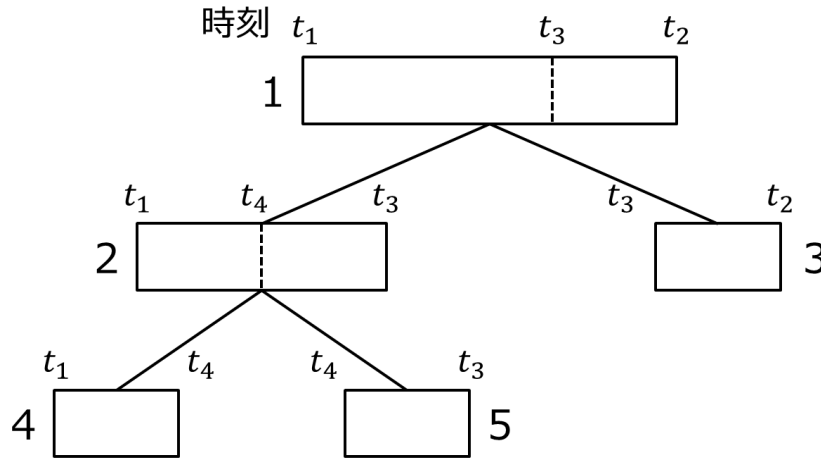 時刻 t₁ t₃ t₂
1
t₁ t₄ t₃ t₃ t₂
2 3
t₁ t₄ t₄ t₃
4 5